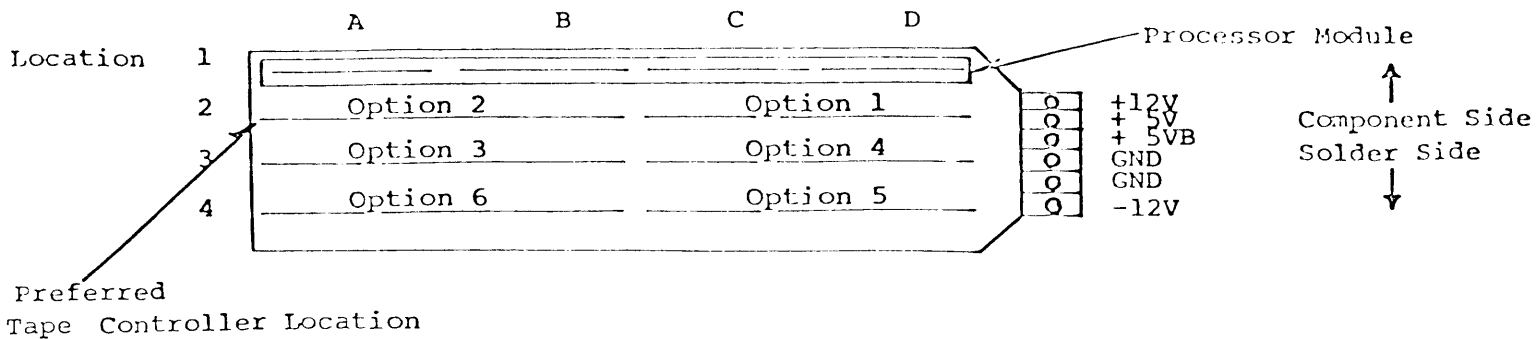 A B C D
Processor Module
Location 1
2 Option 2 Option 1
3 Option 3 Option 4
4 Option 6 Option 5
+12V
+ 5V
+ 5VB
GND
GND
-12V
Component Side
Solder Side
Preferred
Tape Controller Location